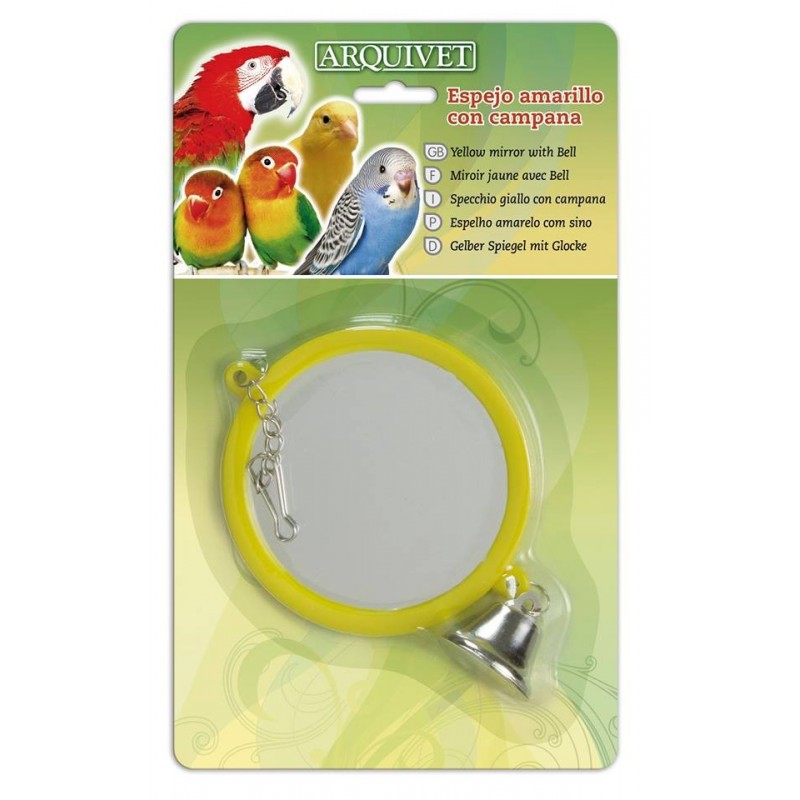 ARQUIVET
Espejo amarillo
con campana
GB Yellow mirror with Bell
F Miroir jaune avec Bell
I Specchio giallo con campana
P Espelho amarelo com sino
D Gelber Spiegel mit Glocke